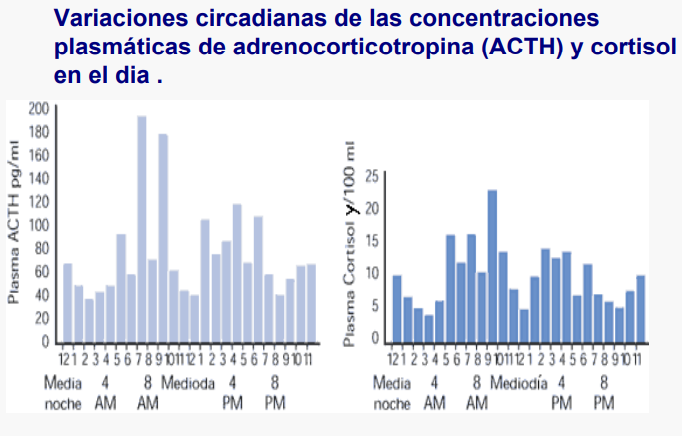 Variaciones circadianas de las concentraciones
plasmáticas de adrenocorticotropina (ACTH) y cortisol
en el dia .
Plasma ACTH pg/ml
200
180
160
140
120
100
80
60
40
20
0
12 1 2 3 4 5 6 7 8 9 10 11 12 1 2 3 4 5 6 7 8 9 10 11
Media 4 8 Medioda 4 8
noche AM AM PM PM
Plasma Cortisol y/100 ml
25
20
15
10
5
0
12 1 2 3 4 5 6 7 8 9 10 11 12 1 2 3 4 5 6 7 8 9 10 11
Media 4 8 Mediodía 4 8
noche AM AM PM PM